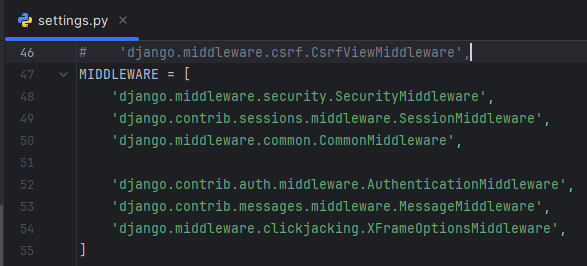 settings.py ×
46 #    'django.middleware.csrf.CsrfViewMiddleware',
47 MIDDLEWARE = [
48     'django.middleware.security.SecurityMiddleware',
49     'django.contrib.sessions.middleware.SessionMiddleware',
50     'django.middleware.common.CommonMiddleware',
51
52     'django.contrib.auth.middleware.AuthenticationMiddleware',
53     'django.contrib.messages.middleware.MessageMiddleware',
54     'django.middleware.clickjacking.XFrameOptionsMiddleware',
55 ]